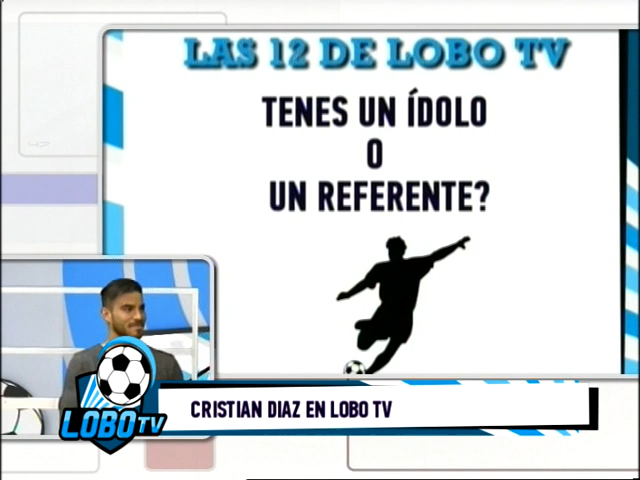 LAS 12 DE LOBO TV
TENES UN ÍDOLO
O
UN REFERENTE?
CRISTIAN DIAZ EN LOBO TV
LOBO TV